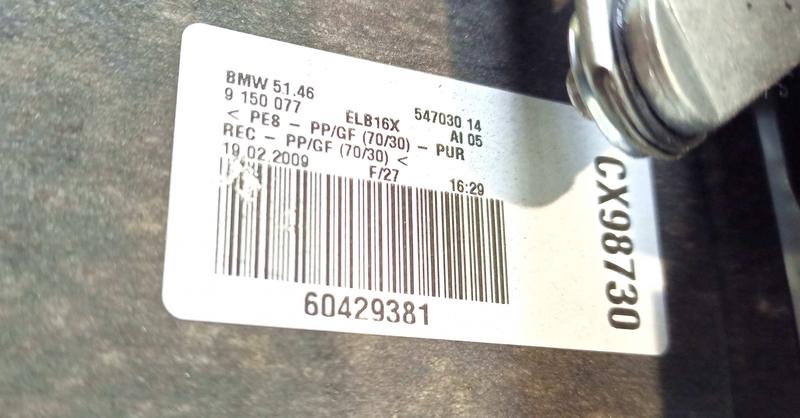 BMW 51.46
9 150 077
ELB16X
547030 14
AI 05
< PE8 - PP/GF (70/30) - PUR
REC - PP/GF (70/30) <
19.02.2009
F/27
16:29
60429381
CX98730